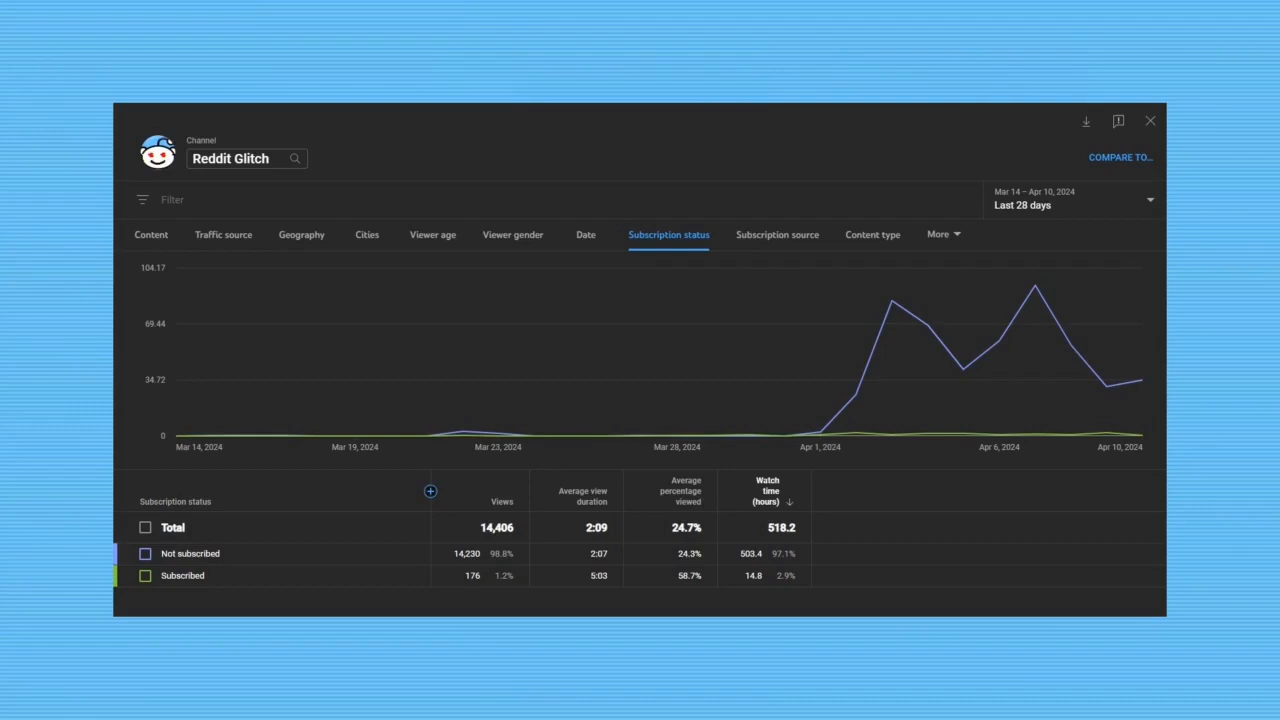 Channel
Reddit Glitch
COMPARE TO...
Filter
Mar 14 – Apr 10, 2024
Last 28 days
Content Traffic source Geography Cities Viewer age Viewer gender Date Subscription status Subscription source Content type More
104.17
69.44
34.72
0
Mar 14, 2024 Mar 19, 2024 Mar 23, 2024 Mar 28, 2024 Apr 1, 2024 Apr 6, 2024 Apr 10, 2024
Subscription status
Views
Average view
duration
Average
percentage
viewed
Watch
time
(hours)
Total 14,406 2:09 24.7% 518.2
Not subscribed 14,230 98.8% 2:07 24.3% 503.4 97.1%
Subscribed 176 1.2% 5:03 58.7% 14.8 2.9%